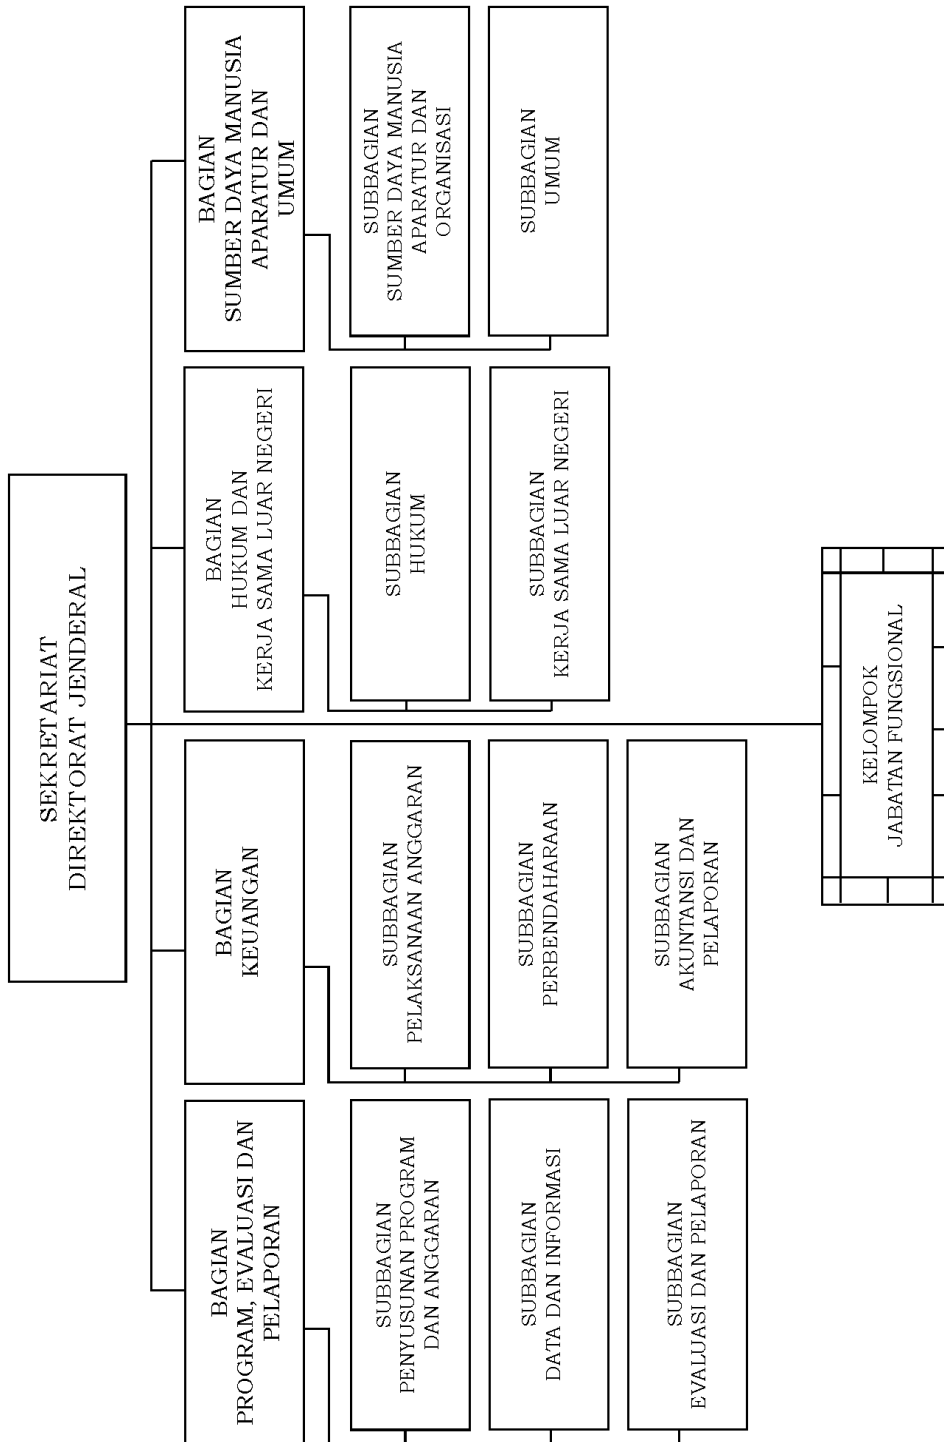 SEKRETARIAT
DIREKTORAT JENDERAL
BAGIAN
PROGRAM, EVALUASI DAN
PELAPORAN
BAGIAN
KEUANGAN
BAGIAN
HUKUM DAN
KERJA SAMA LUAR NEGERI
BAGIAN
SUMBER DAYA MANUSIA
APARATUR DAN
UMUM
SUBBAGIAN
PENYUSUNAN PROGRAM
DAN ANGGARAN
SUBBAGIAN
PELAKSANAAN ANGGARAN
SUBBAGIAN
HUKUM
SUBBAGIAN
SUMBER DAYA MANUSIA
APARATUR DAN
ORGANISASI
SUBBAGIAN
DATA DAN INFORMASI
SUBBAGIAN
PERBENDAHARAAN
SUBBAGIAN
KERJA SAMA LUAR NEGERI
SUBBAGIAN
UMUM
SUBBAGIAN
EVALUASI DAN PELAPORAN
SUBBAGIAN
AKUNTANSI DAN
PELAPORAN
KELOMPOK
JABATAN FUNGSIONAL